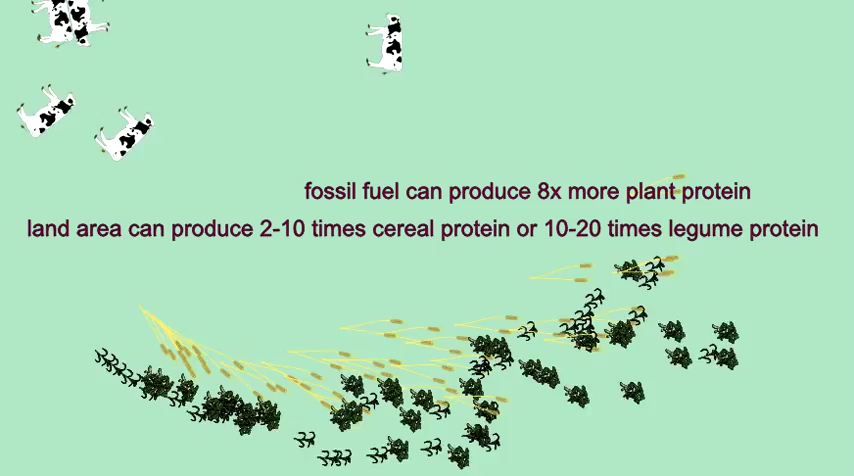 fossil fuel can produce 8x more plant protein
land area can produce 2-10 times cereal protein or 10-20 times legume protein